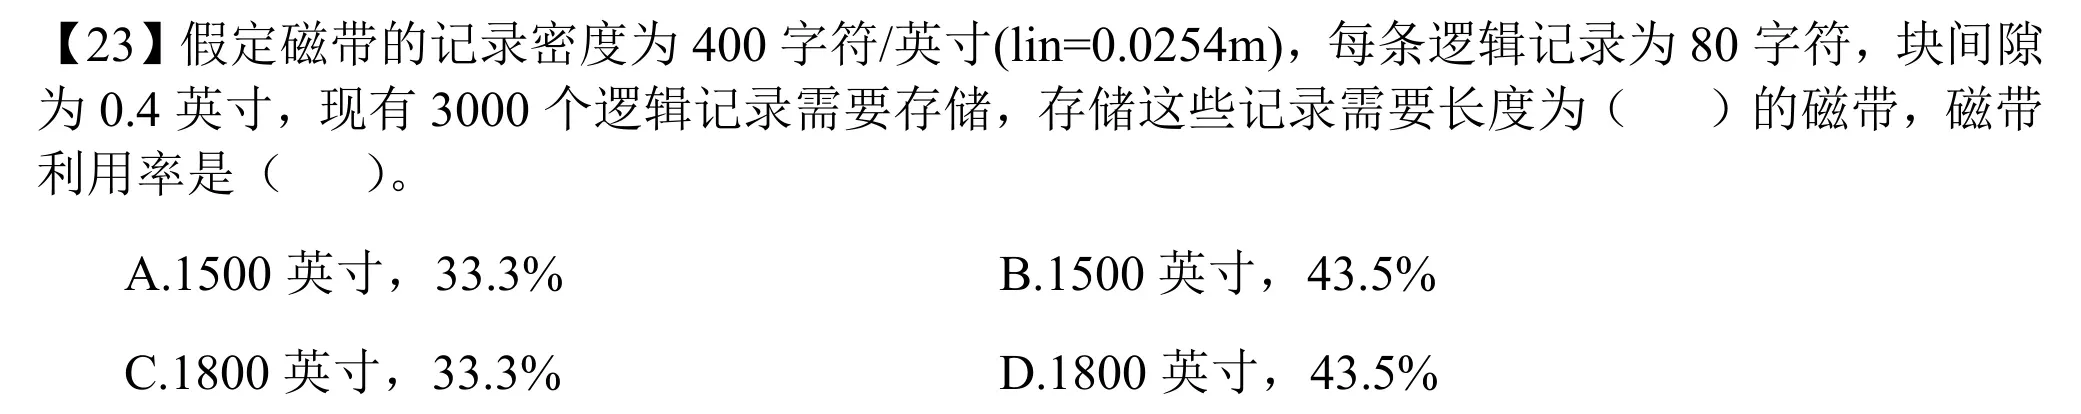 【23】假定磁带的记录密度为 400 字符/英寸(lin=0.0254m)，每条逻辑记录为 80 字符，块间隙
为 0.4 英寸，现有 3000 个逻辑记录需要存储，存储这些记录需要长度为（　　）的磁带，磁带
利用率是（　　）。
A.1500 英寸，33.3%
B.1500 英寸，43.5%
C.1800 英寸，33.3%
D.1800 英寸，43.5%